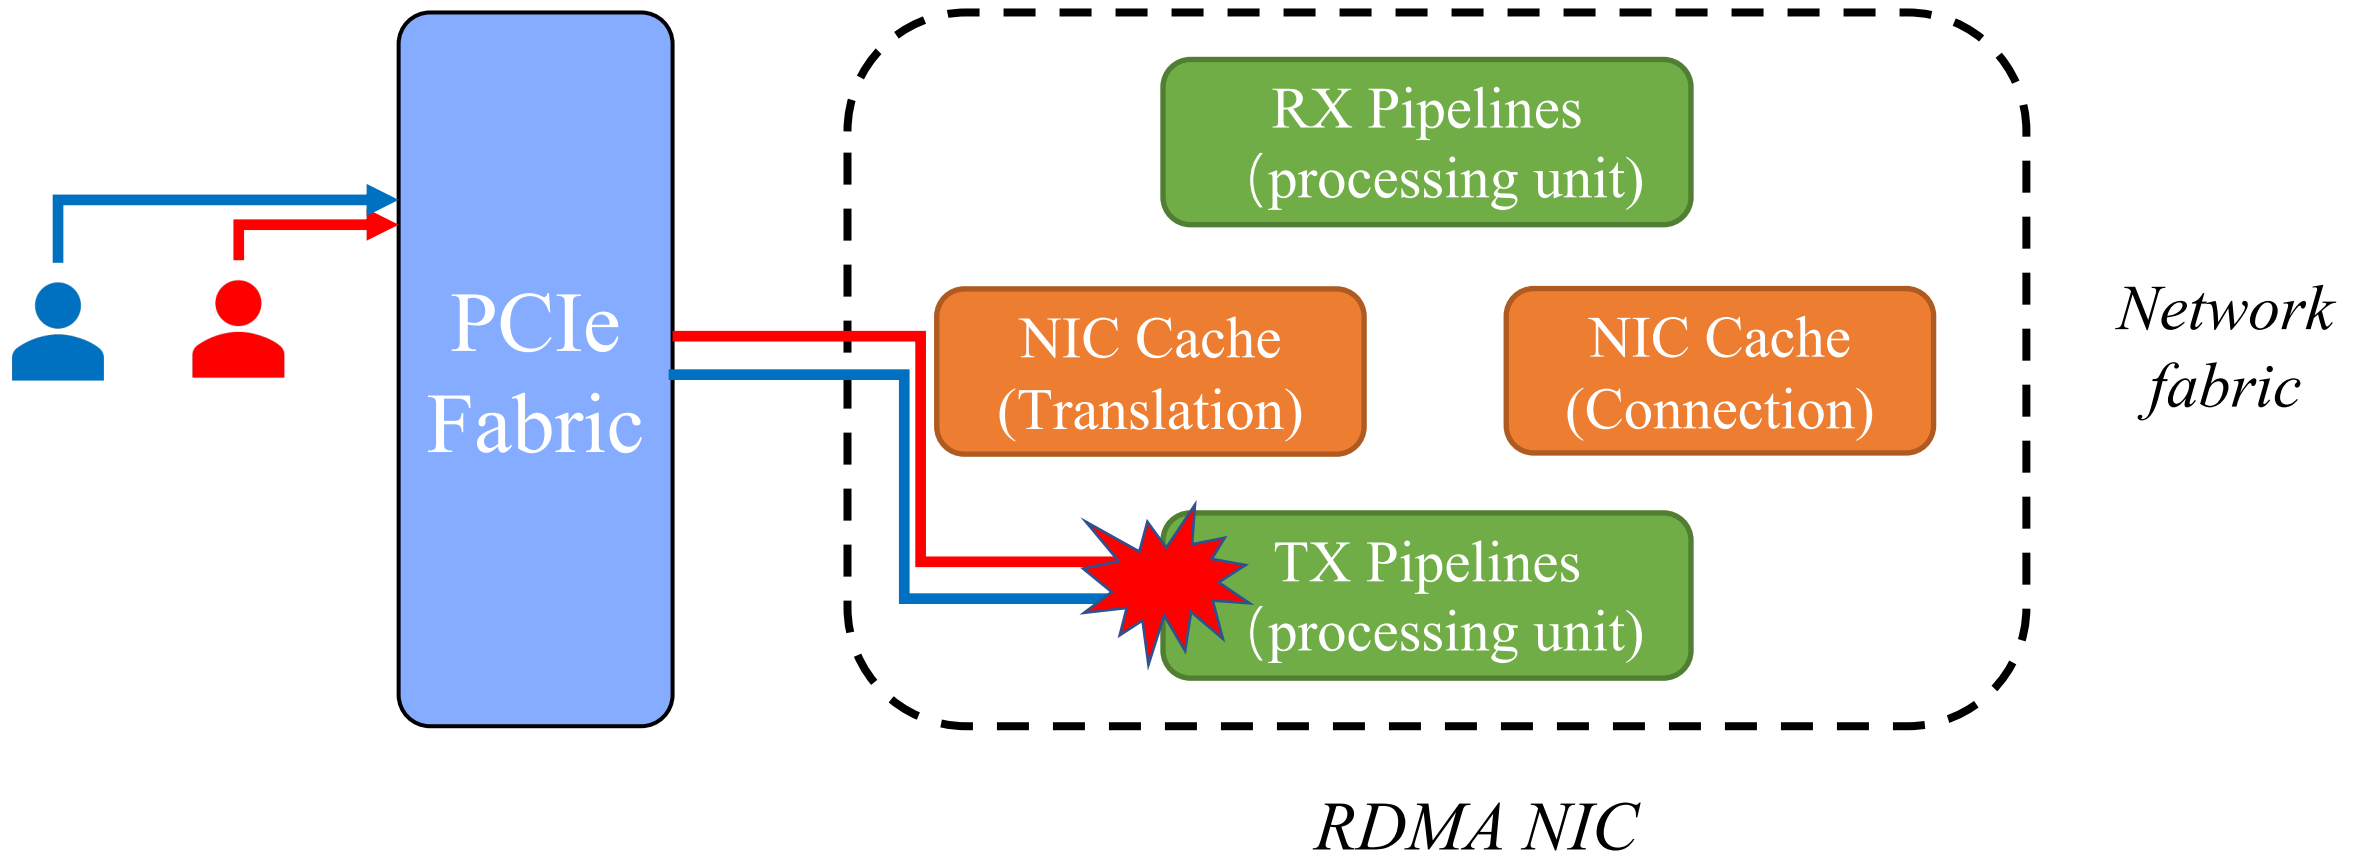 RX Pipelines
(processing unit)
PCIe
Fabric
NIC Cache
(Translation)
NIC Cache
(Connection)
Network
fabric
TX Pipelines
(processing unit)
RDMA NIC